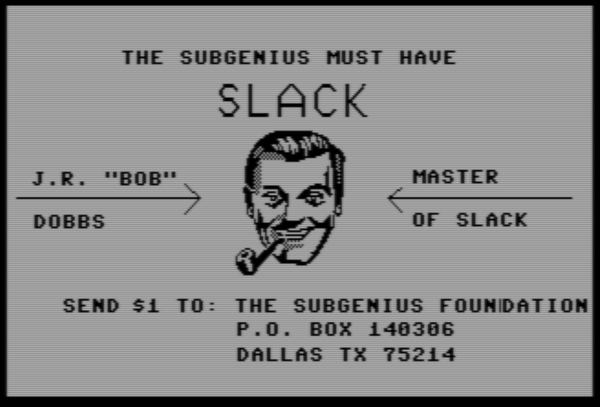 THE SUBGENIUS MUST HAVE
SLACK
J.R. "BOB"
DOBBS
MASTER
OF SLACK
SEND $1 TO: THE SUBGENIUS FOUNDATION
P.O. BOX 140306
DALLAS TX 75214